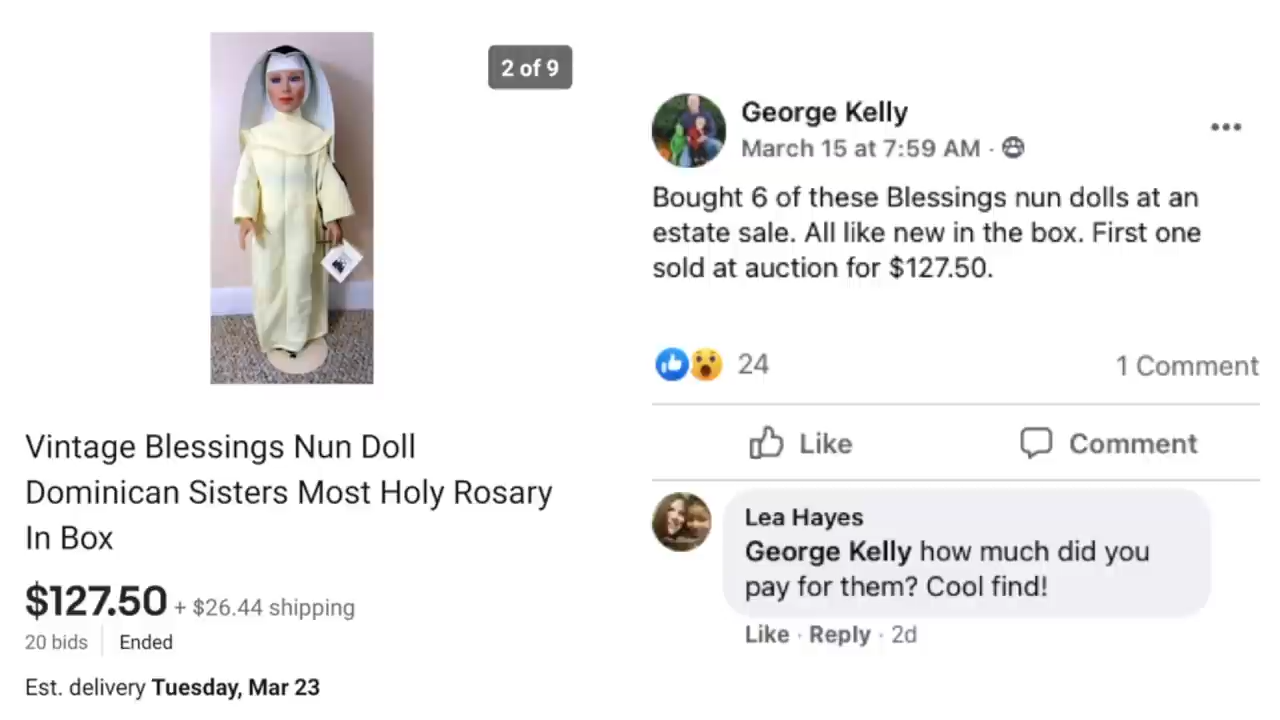 2 of 9
Vintage Blessings Nun Doll
Dominican Sisters Most Holy Rosary
In Box
$127.50 + $26.44 shipping
20 bids Ended
Est. delivery Tuesday, Mar 23
George Kelly
March 15 at 7:59 AM ·
Bought 6 of these Blessings nun dolls at an
estate sale. All like new in the box. First one
sold at auction for $127.50.
24 1 Comment
Like Comment
Lea Hayes
George Kelly how much did you
pay for them? Cool find!
Like · Reply · 2d